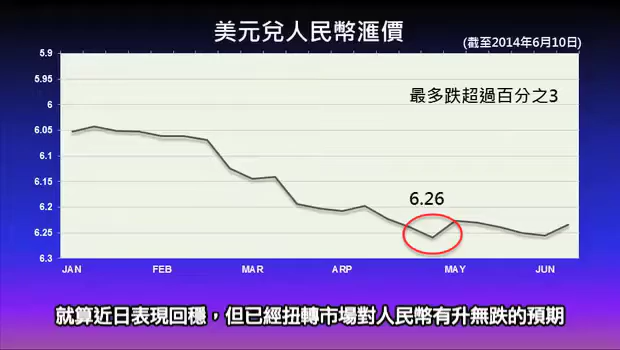 美元兌人民幣滙價
(截至2014年6月10日)
5.9
5.95
6
6.05
6.1
6.15
6.2
6.25
6.3
最多跌超過百分之3
6.26
JAN FEB MAR ARP MAY JUN
就算近日表現回穩，但已經扭轉市場對人民幣有升無跌的預期